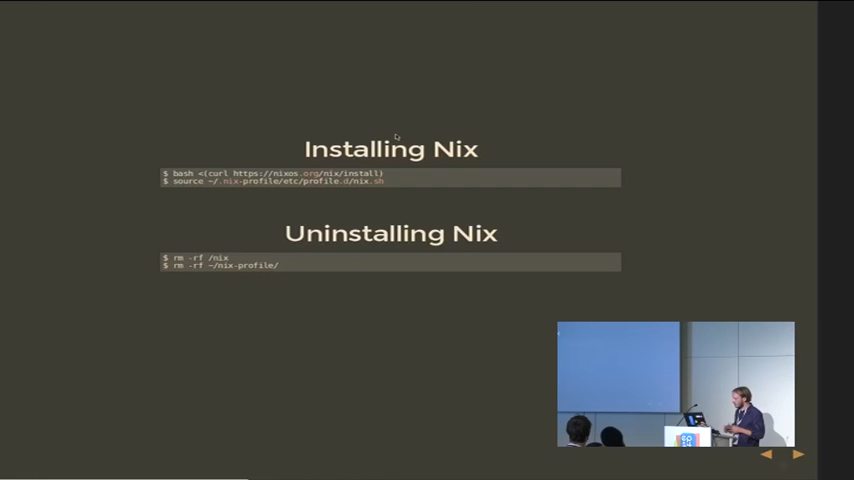 Installing Nix
$ bash <(curl https://nixos.org/nix/install)
$ source ~/.nix-profile/etc/profile.d/nix.sh
Uninstalling Nix
$ rm -rf /nix
$ rm -rf ~/nix-profile/